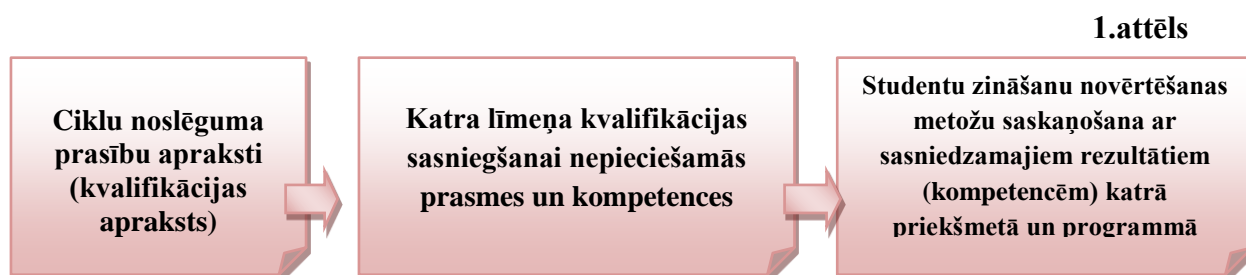 1.attēls
Ciklu noslēguma
prasību apraksti
(kvalifikācijas
apraksts)
Katra līmeņa kvalifikācijas
sasniegšanai nepieciešamās
prasmes un kompetences
Studentu zināšanu novērtēšanas
metožu saskaņošana ar
sasniedzamajiem rezultātiem
(kompetencēm) katrā
priekšmetā un programmā